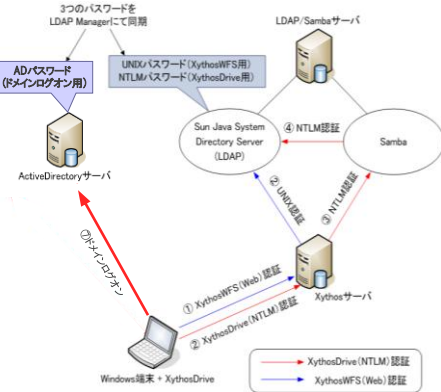 3つのパスワードを
LDAP Managerにて同期
LDAP/Sambaサーバ
ADパスワード
(ドメインログオン用)
UNIXパスワード(XythosWFS用)
NTLMパスワード(XythosDrive用)
Sun Java System
Directory Server
(LDAP)
④ NTLM認証
Samba
ActiveDirectoryサーバ
② UNIX認証
③ NTLM認証
⑦ドメインログオン
① XythosWFS(Web)認証
② XythosDrive(NTLM)認証
Xythosサーバ
Windows端末 + XythosDrive
XythosDrive(NTLM)認証
XythosWFS(Web)認証